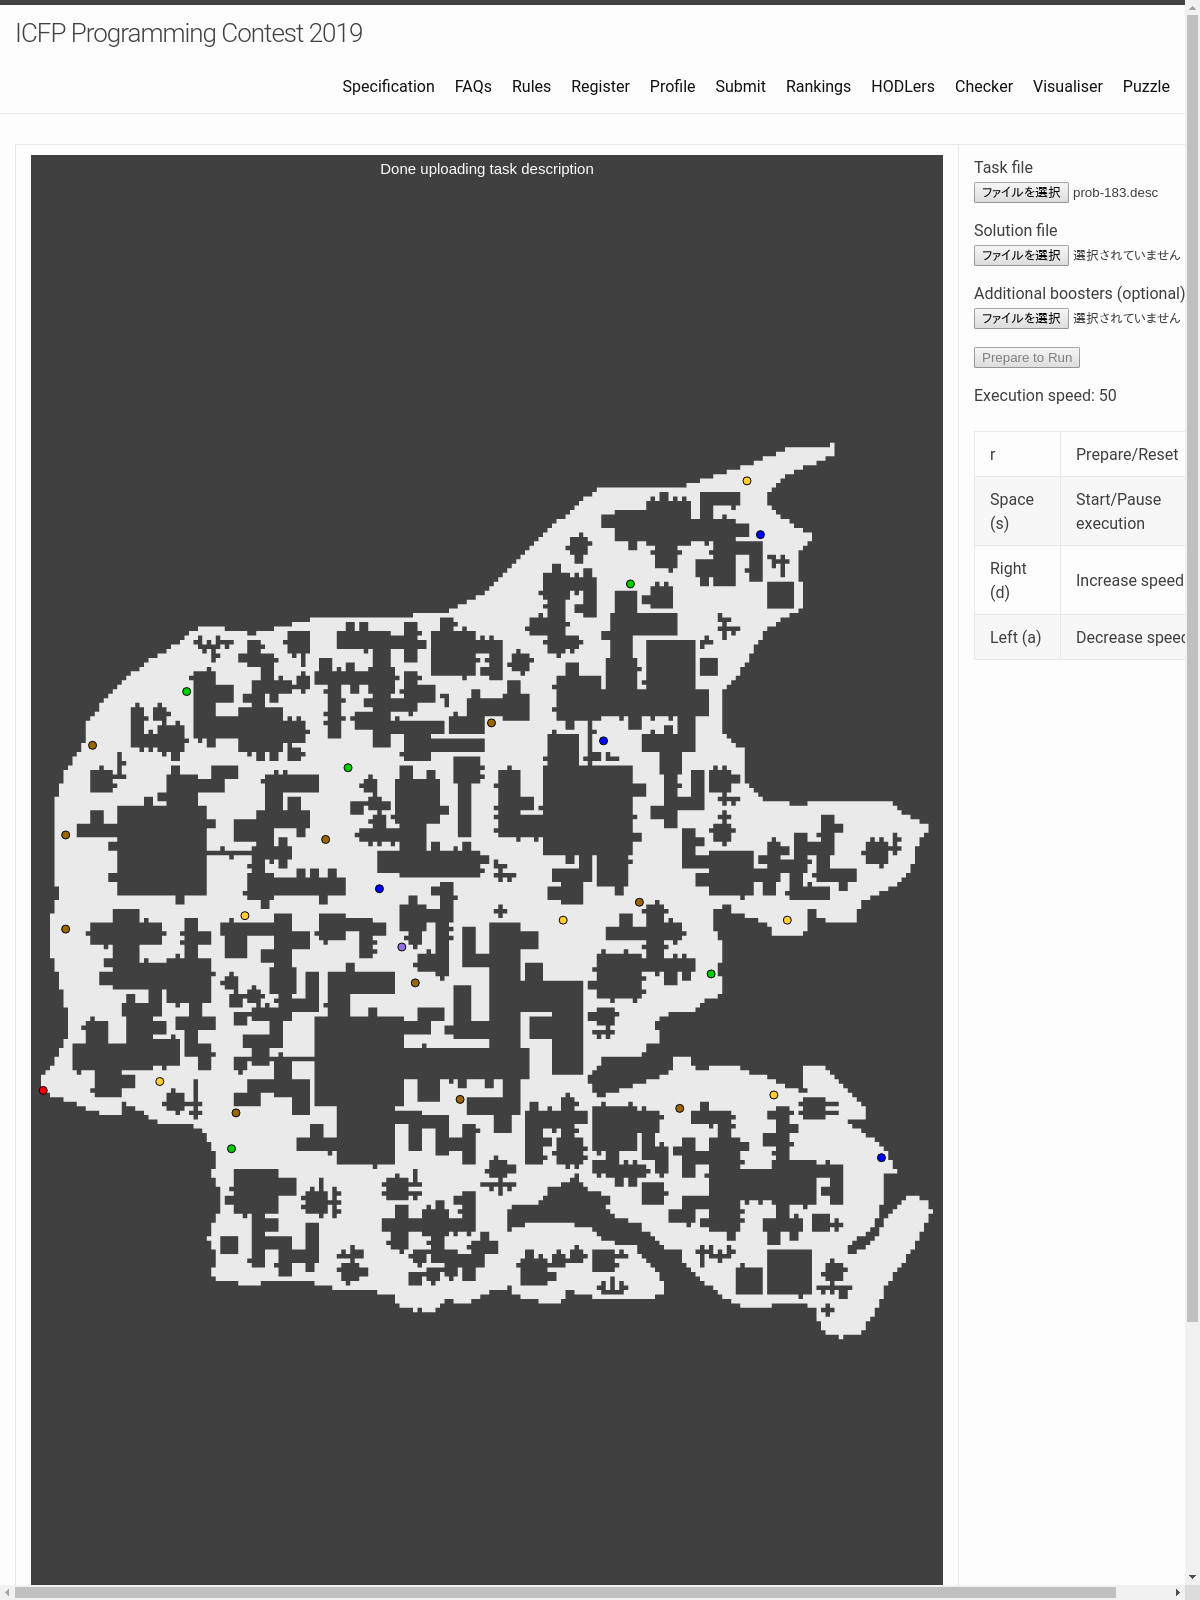 ICFP Programming Contest 2019
Specification FAQs Rules Register Profile Submit Rankings HODLers Checker Visualiser Puzzle
Done uploading task description
Task file
ファイルを選択 prob-183.desc
Solution file
ファイルを選択 選択されていません
Additional boosters (optional)
ファイルを選択 選択されていません
Prepare to Run
Execution speed: 50
r Prepare/Reset
Space (s) Start/Pause execution
Right (d) Increase speed
Left (a) Decrease speed